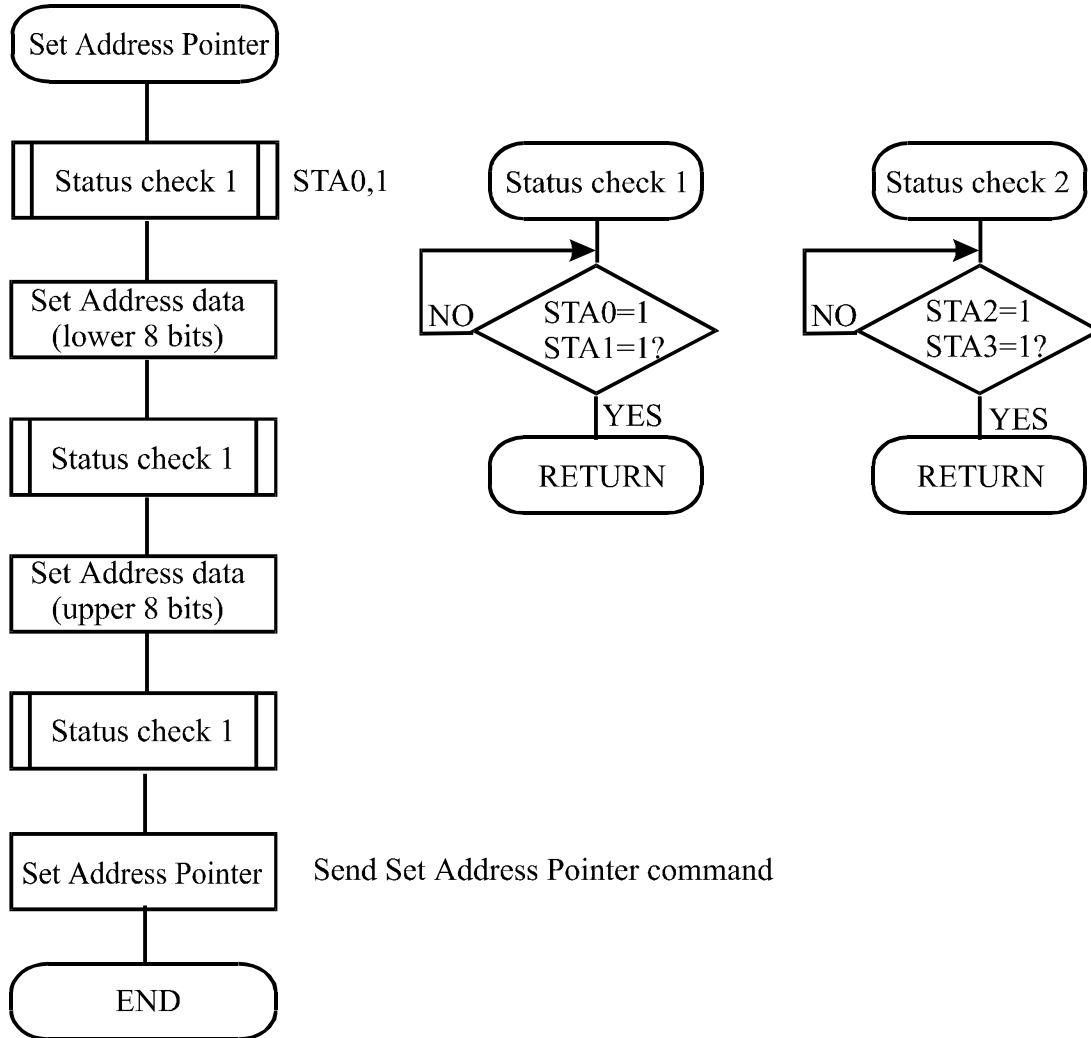 Set Address Pointer
Status check 1
STA0,1
Set Address data
(lower 8 bits)
Status check 1
Set Address data
(upper 8 bits)
Status check 1
Set Address Pointer
Send Set Address Pointer command
END
Status check 1
NO
STA0=1
STA1=1?
YES
RETURN
Status check 2
NO
STA2=1
STA3=1?
YES
RETURN